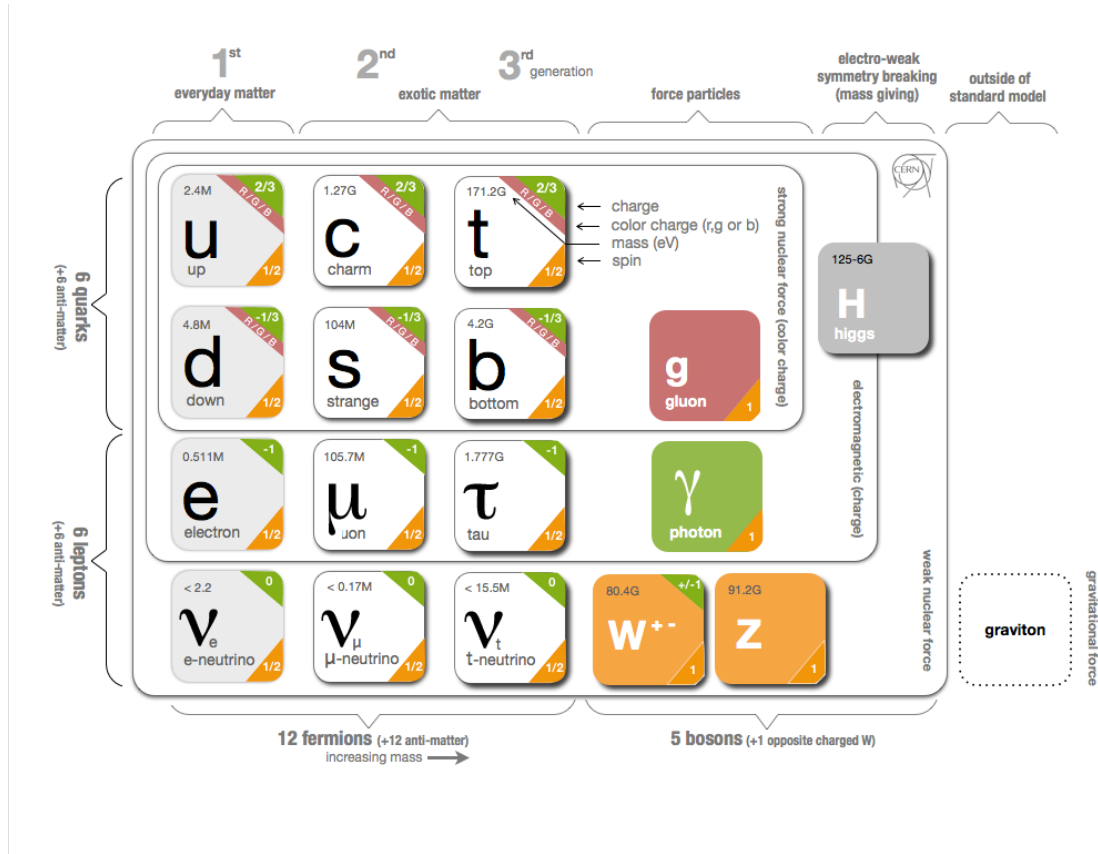 1st
2nd
3rd generation
everyday matter
exotic matter
force particles
electro-weak
symmetry breaking
(mass giving)
outside of
standard model
6 quarks
(+6 anti-matter)
2.4M
2/3
R/G/B
u
up
1/2
1.27G
2/3
R/G/B
c
charm
1/2
171.2G
2/3
R/G/B
t
top
1/2
charge
color charge (r,g or b)
mass (eV)
spin
strong nuclear force (color charge)
CERN
125-6G
H
higgs
4.8M
-1/3
R/G/B
d
down
1/2
104M
-1/3
R/G/B
s
strange
1/2
4.2G
-1/3
R/G/B
b
bottom
1/2
g
gluon
1
electromagnetic (charge)
6 leptons
(+6 anti-matter)
0.511M
-1
e
electron
1/2
105.7M
-1
μ
μon
1/2
1.777G
-1
τ
tau
1/2
γ
photon
1
weak nuclear force
< 2.2
0
νe
e-neutrino
1/2
< 0.17M
0
νμ
μ-neutrino
1/2
< 15.5M
0
νt
t-neutrino
1/2
80.4G
+/-1
W+-
1
91.2G
Z
1
graviton
gravitational force
12 fermions (+12 anti-matter)
increasing mass
5 bosons (+1 opposite charged W)